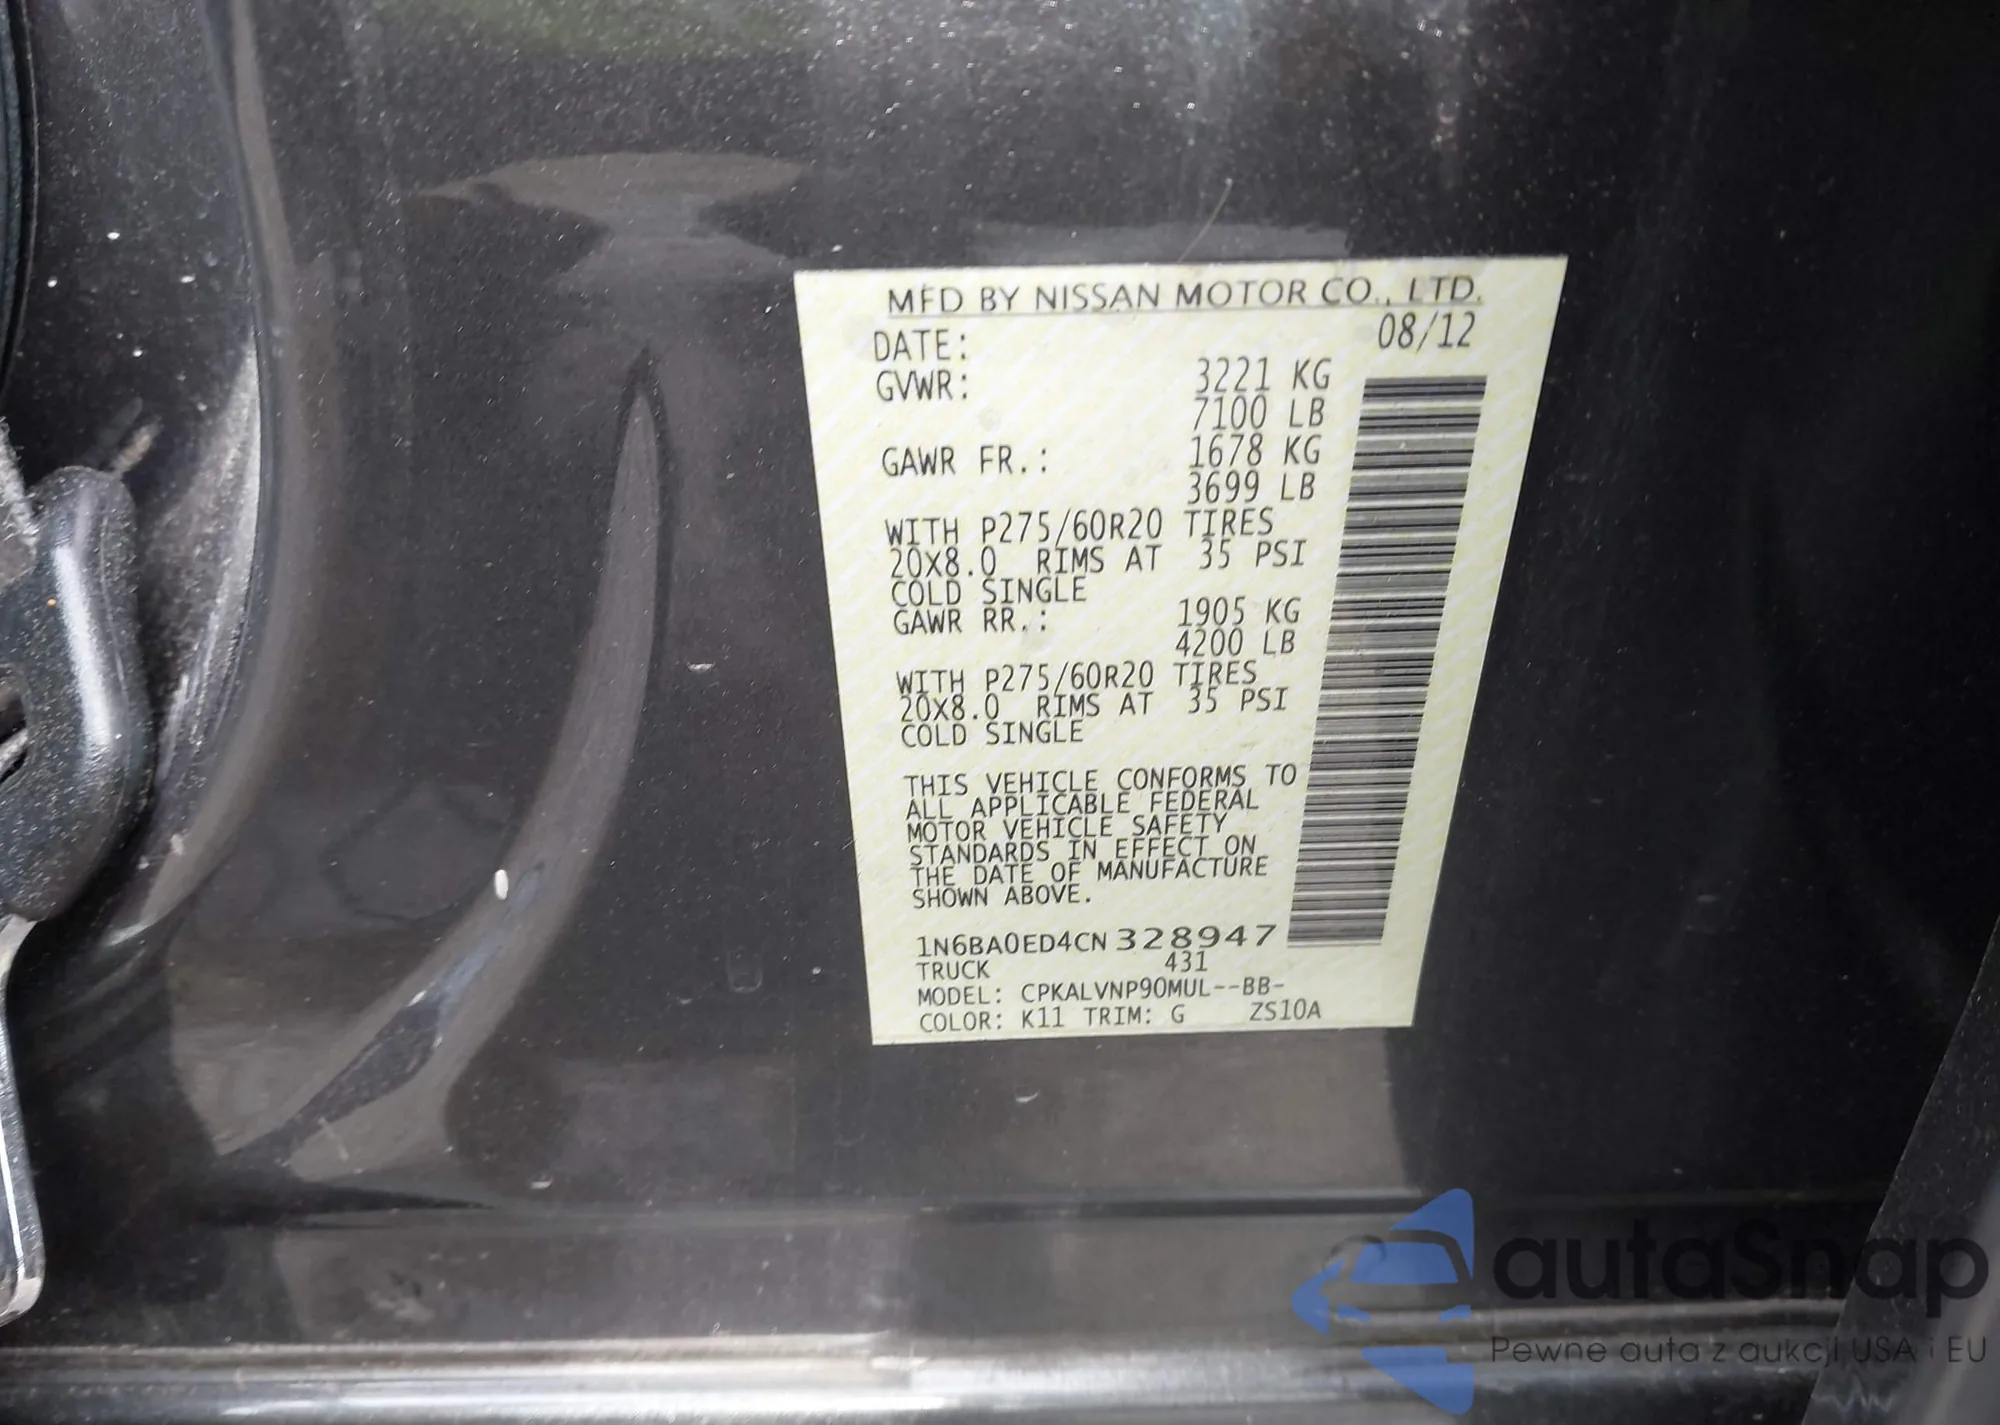 MFD BY NISSAN MOTOR CO., LTD.
DATE: 08/12
GVWR: 3221 KG
7100 LB
GAWR FR.: 1678 KG
3699 LB
WITH P275/60R20 TIRES
20X8.0 RIMS AT 35 PSI
COLD SINGLE
GAWR RR.: 1905 KG
4200 LB
WITH P275/60R20 TIRES
20X8.0 RIMS AT 35 PSI
COLD SINGLE
THIS VEHICLE CONFORMS TO
ALL APPLICABLE FEDERAL
MOTOR VEHICLE SAFETY
STANDARDS IN EFFECT ON
THE DATE OF MANUFACTURE
SHOWN ABOVE.
1N6BA0ED4CN328947
TRUCK 431
MODEL: CPKALVNP90MUL--BB-
COLOR: K11 TRIM: G ZS10A
autaSnap
Pewne auta z aukcji USA i EU